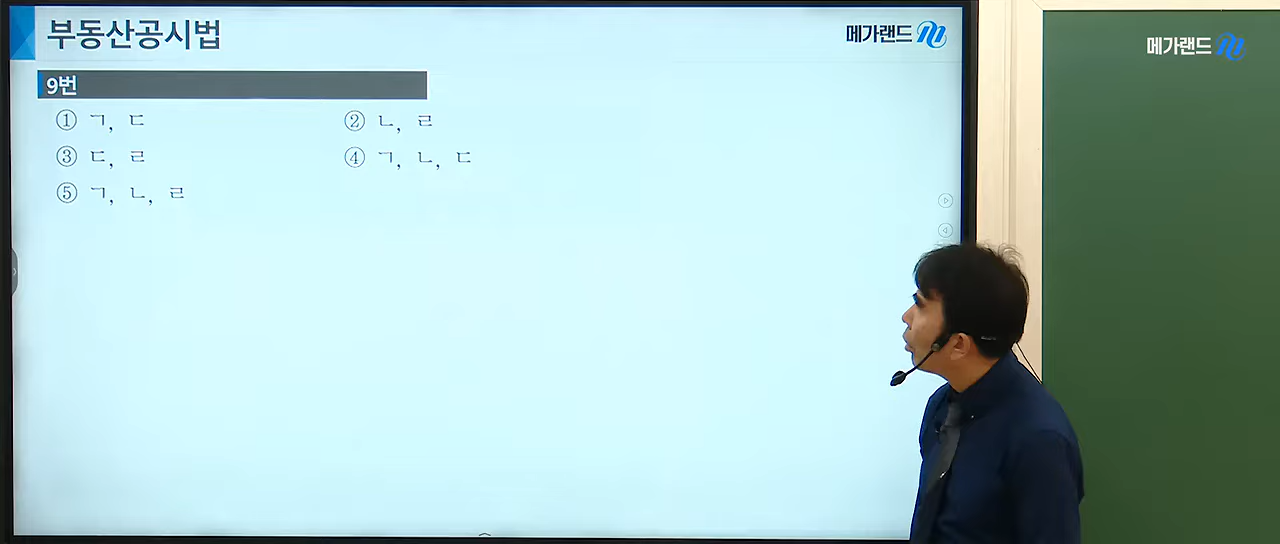 부동산공시법
메가랜드
메가랜드
9번
① ㄱ, ㄷ ② ㄴ, ㄹ
③ ㄷ, ㄹ ④ ㄱ, ㄴ, ㄷ
⑤ ㄱ, ㄴ, ㄹ